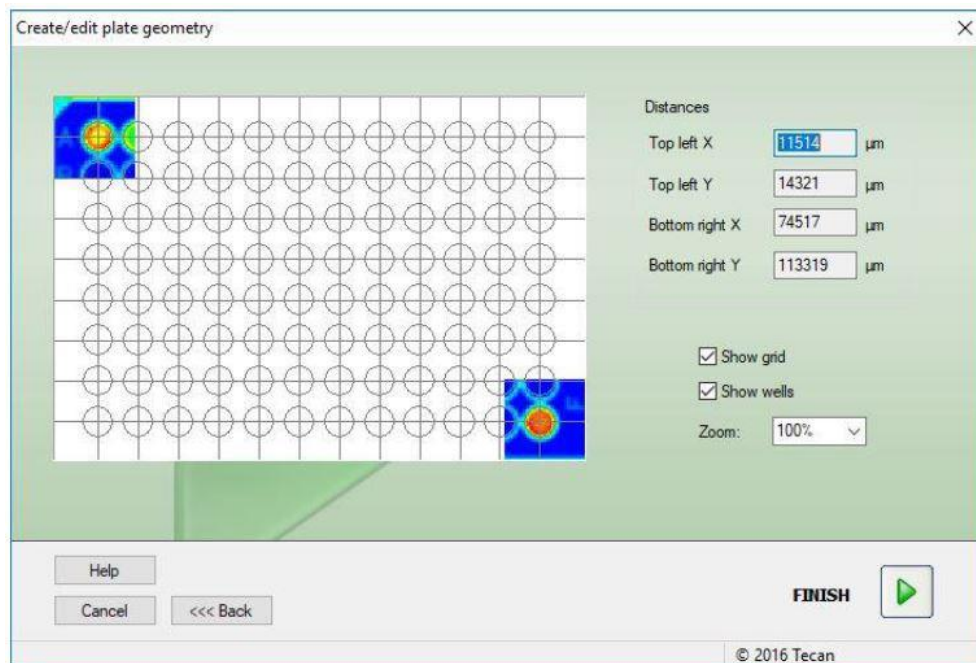 Create/edit plate geometry
Distances
Top left X 11514 µm
Top left Y 14321 µm
Bottom right X 74517 µm
Bottom right Y 113319 µm
Show grid
Show wells
Zoom: 100%
Help
Cancel <<< Back
FINISH
© 2016 Tecan